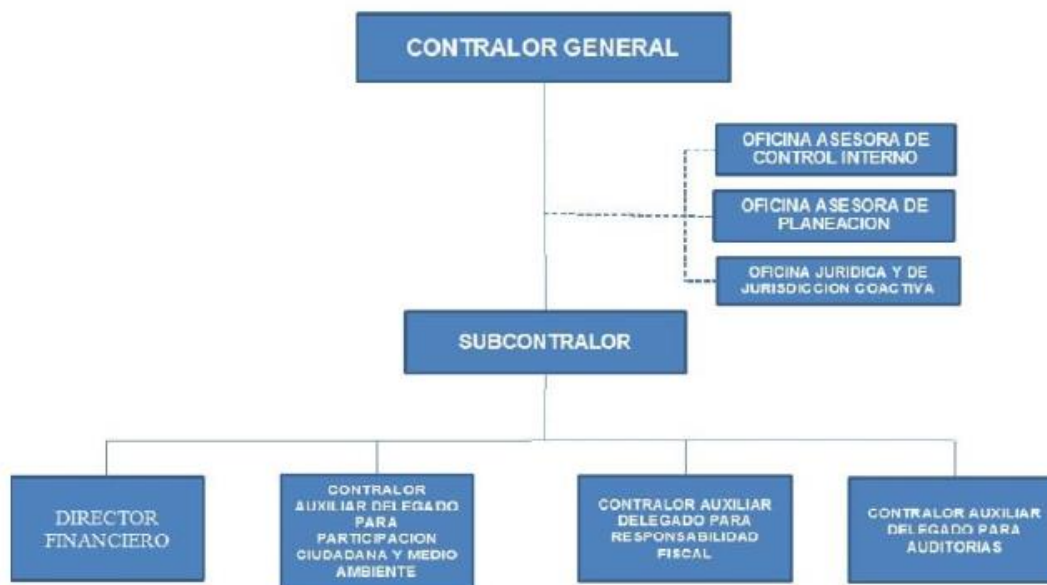 CONTRALOR GENERAL
OFICINA ASESORA DE
CONTROL INTERNO
OFICINA ASESORA DE
PLANEACION
OFICINA JURIDICA Y DE
JURISDICCION COACTIVA
SUBCONTRALOR
DIRECTOR
FINANCIERO
CONTRALOR
AUXILIAR DELEGADO
PARA
PARTICIPACION
CIUDADANA Y MEDIO
AMBIENTE
CONTRALOR AUXILIAR
DELEGADO PARA
RESPONSABILIDAD
FISCAL
CONTRALOR AUXILIAR
DELEGADO PARA
AUDITORIAS